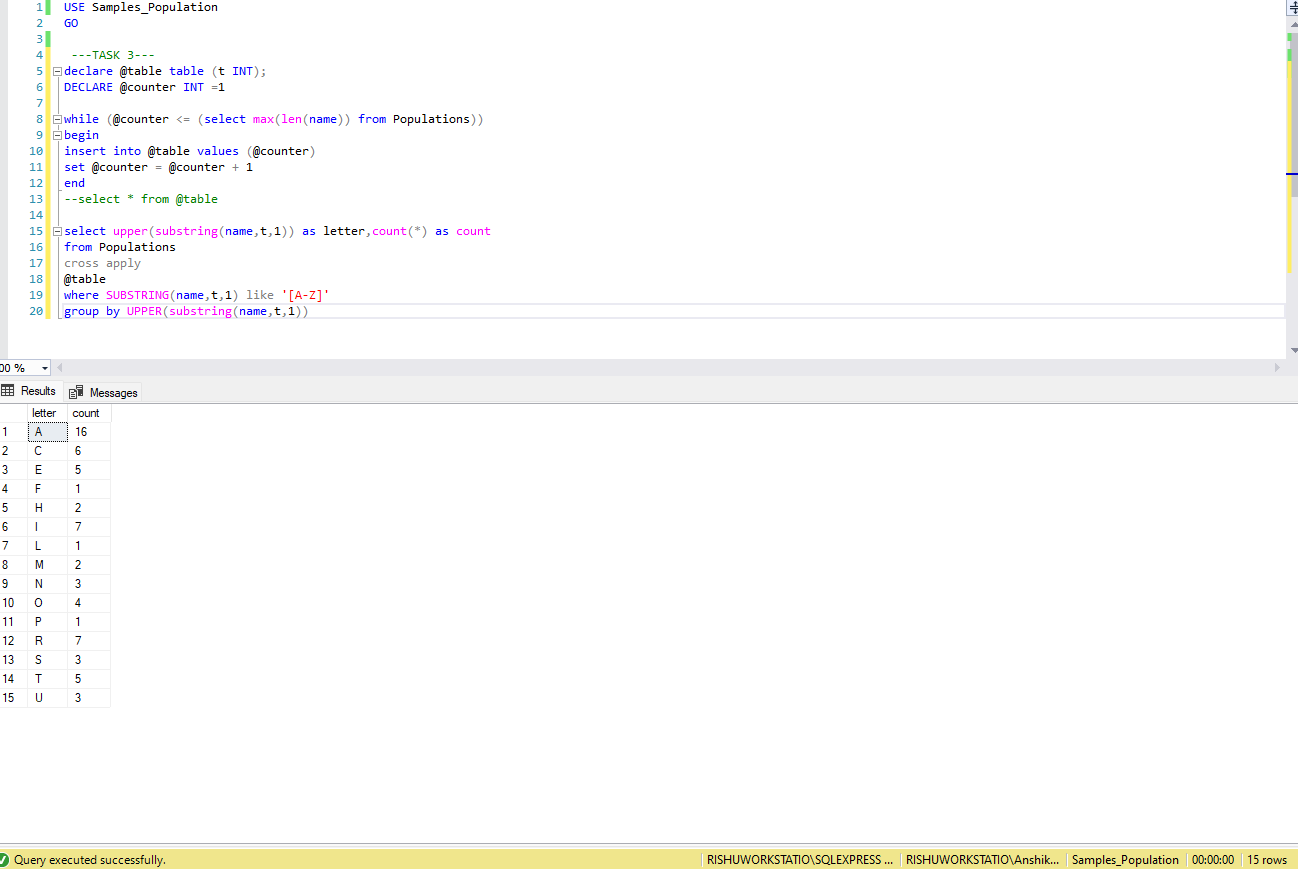 1 USE Samples_Population
2 GO
3
4 ---TASK 3---
5 declare @table table (t INT);
6 DECLARE @counter INT =1
7
8 while (@counter <= (select max(len(name)) from Populations))
9 begin
10 insert into @table values (@counter)
11 set @counter = @counter + 1
12 end
13 --select * from @table
14
15 select upper(substring(name,t,1)) as letter,count(*) as count
16 from Populations
17 cross apply
18 @table
19 where SUBSTRING(name,t,1) like '[A-Z]'
20 group by UPPER(substring(name,t,1))
00 %
Results Messages
letter count
1 A 16
2 C 6
3 E 5
4 F 1
5 H 2
6 I 7
7 L 1
8 M 2
9 N 3
10 O 4
11 P 1
12 R 7
13 S 3
14 T 5
15 U 3
Query executed successfully. RISHUWORKSTATIO\SQLEXPRESS ... RISHUWORKSTATIO\Anshik... Samples_Population 00:00:00 15 rows